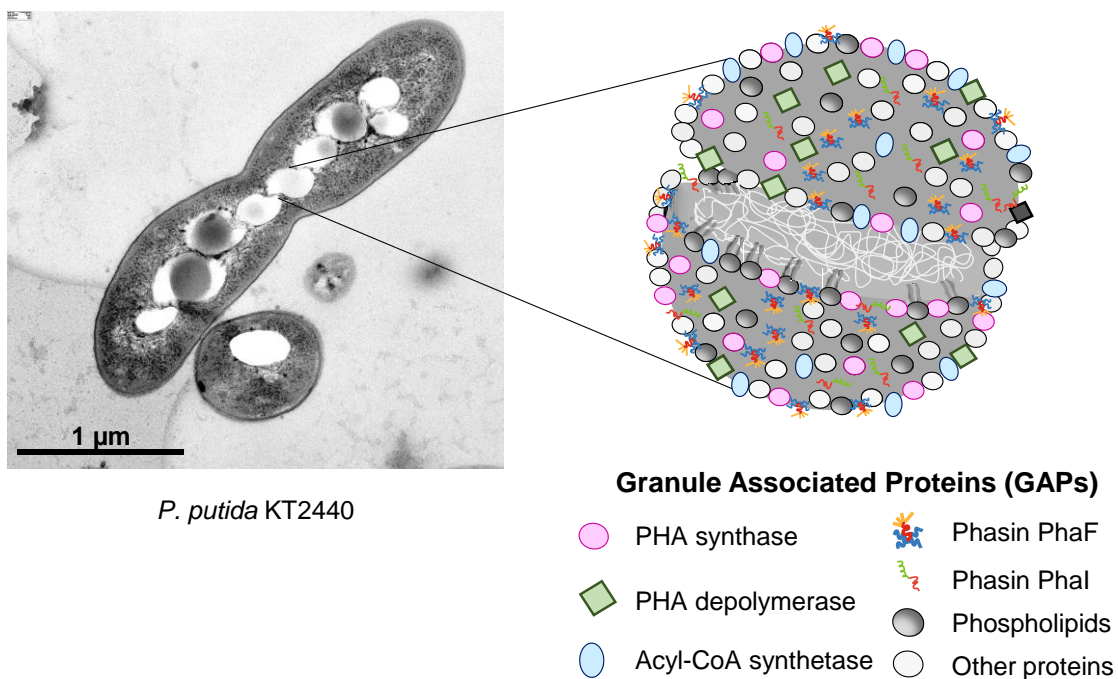 1 µm
P. putida KT2440
Granule Associated Proteins (GAPs)
PHA synthase
PHA depolymerase
Acyl-CoA synthetase
Phasin PhaF
Phasin PhaI
Phospolipids
Other proteins